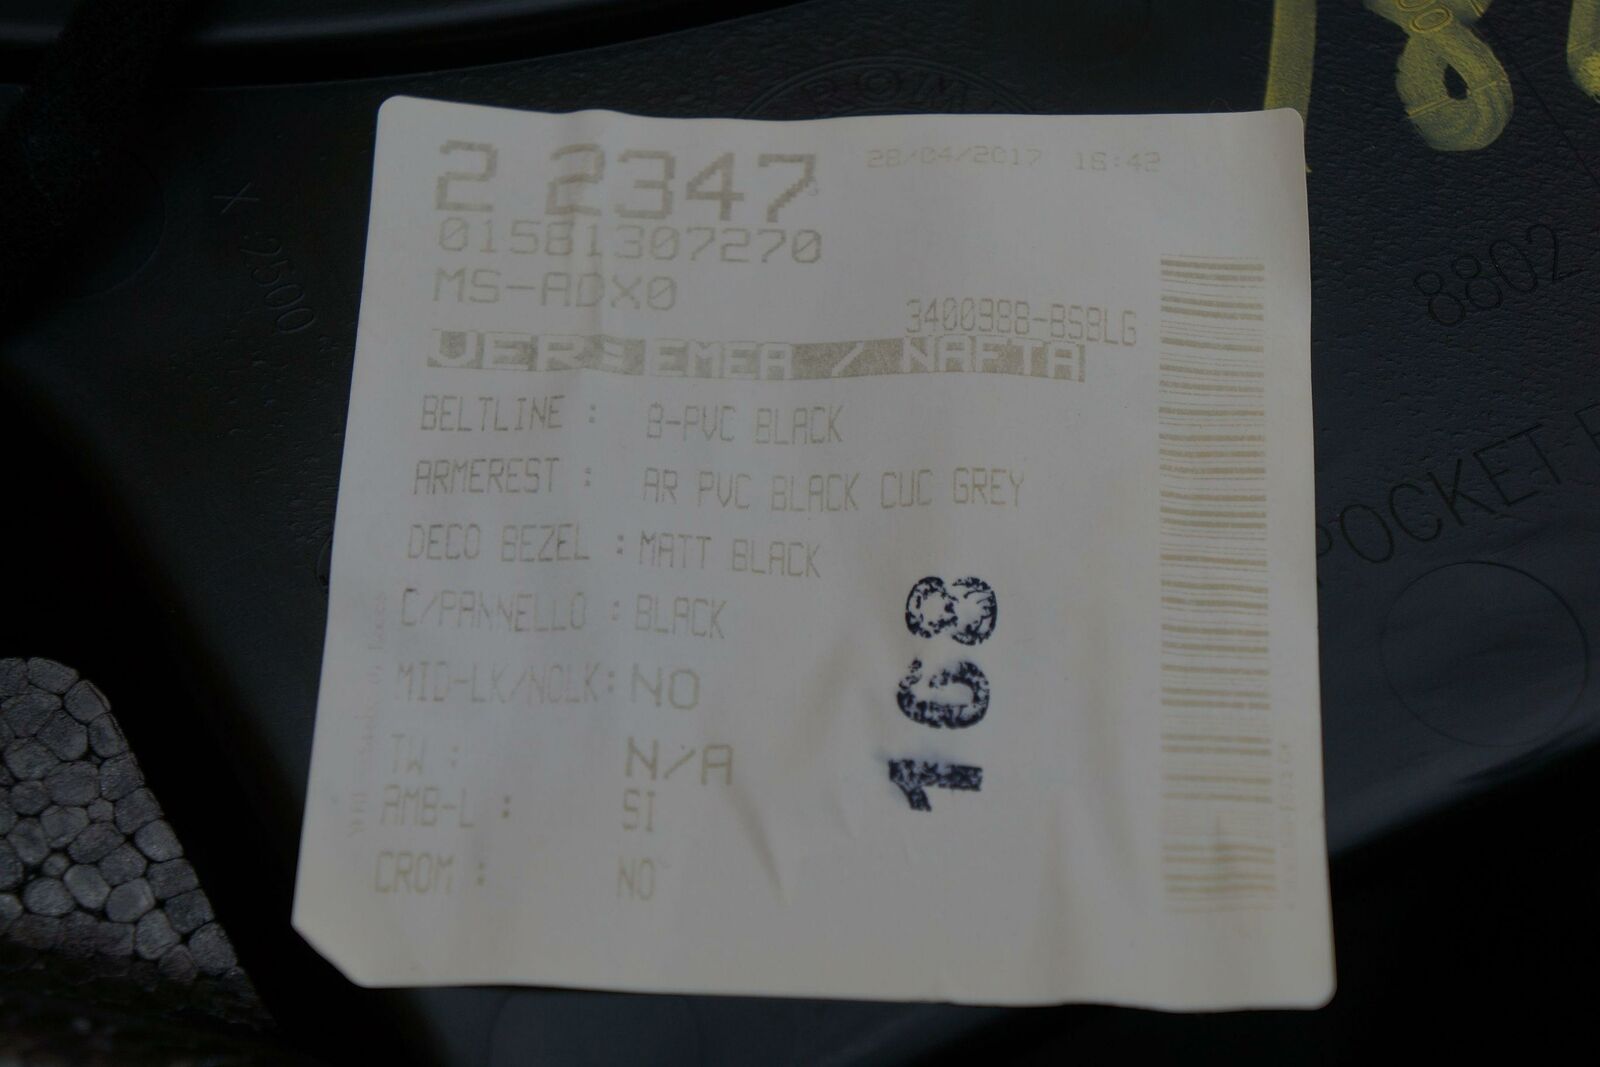 2 2347
28/04/2017 16:42
01581307270
MS-ADX0
3400988-BSBLG
VERS EMEA / NAFTA
BELTLINE : B-PVC BLACK
ARMEREST : AR PVC BLACK CUC GREY
DECO BEZEL : MATT BLACK
C/PANNELLO : BLACK
MID-LK/NOLK: NO
TW : N/A
AMB-L : SI
CROM : NO
168
X 2500
8802
POCKET